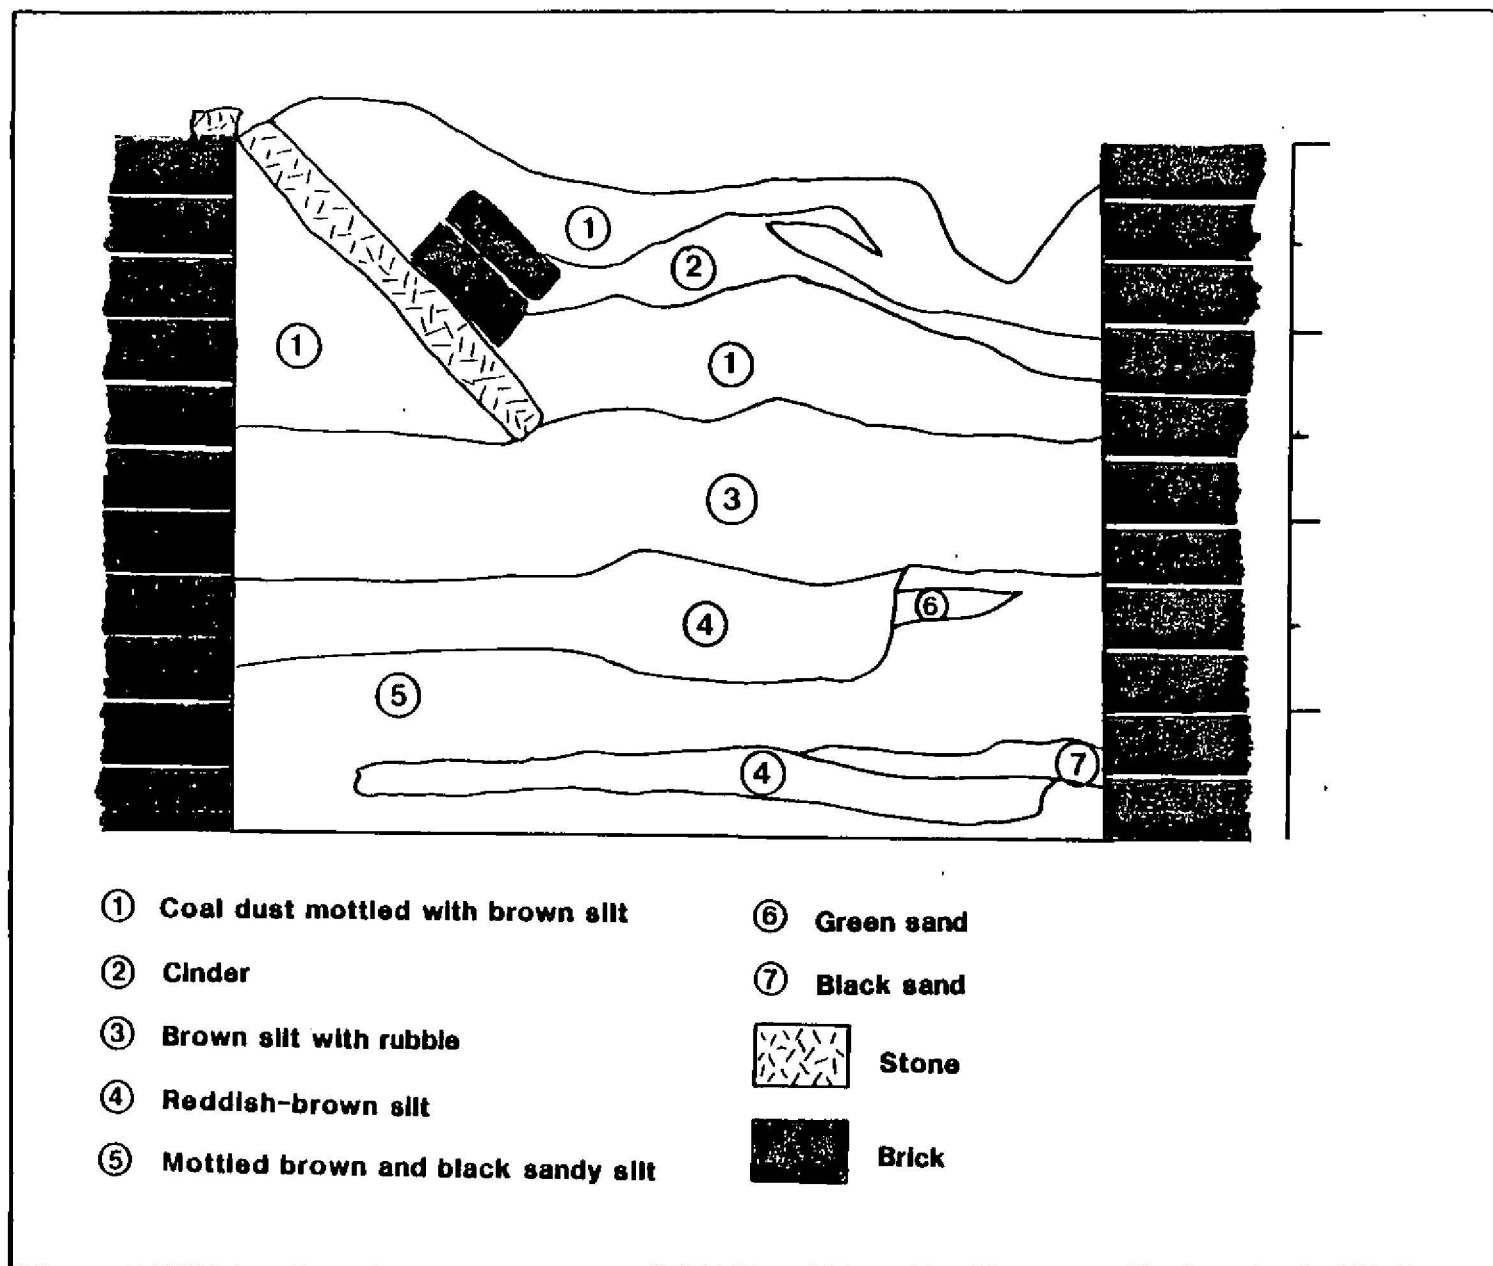 1
2
1
1
3
6
4
5
4
7
① Coal dust mottled with brown silt
② Cinder
③ Brown silt with rubble
④ Reddish-brown silt
⑤ Mottled brown and black sandy silt
⑥ Green sand
⑦ Black sand
Stone
Brick